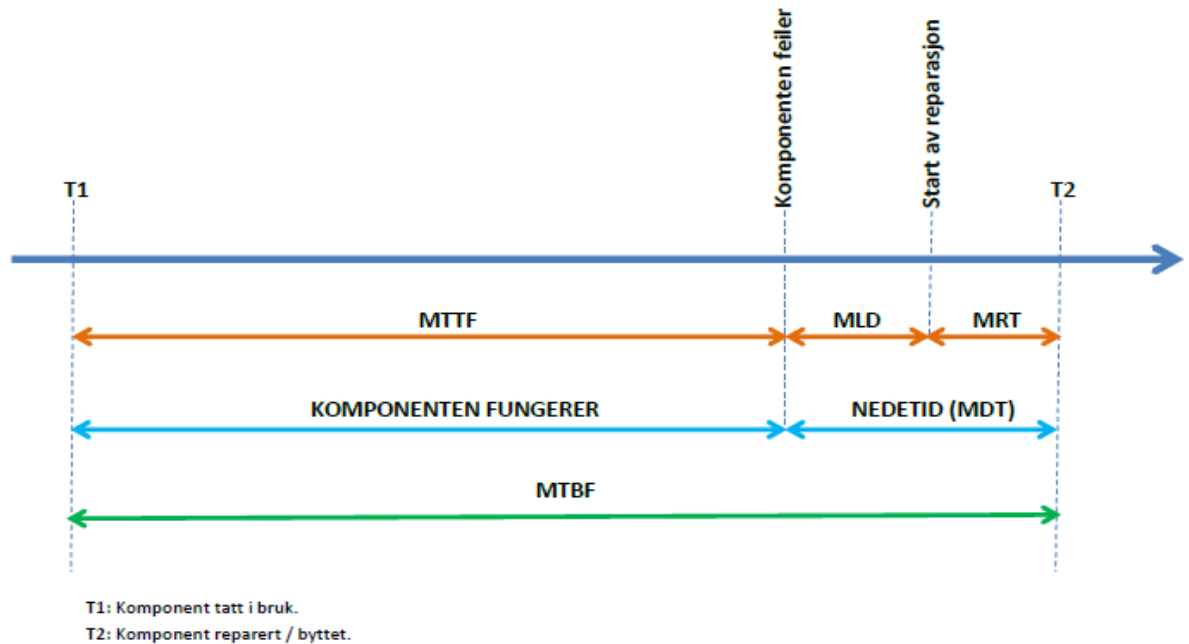 Komponenten feiler
Start av reparasjon
T1
T2
MTTF
MLD
MRT
KOMPONENTEN FUNGERER
NEDETID (MDT)
MTBF
T1: Komponent tatt i bruk.
T2: Komponent reparert / byttet.